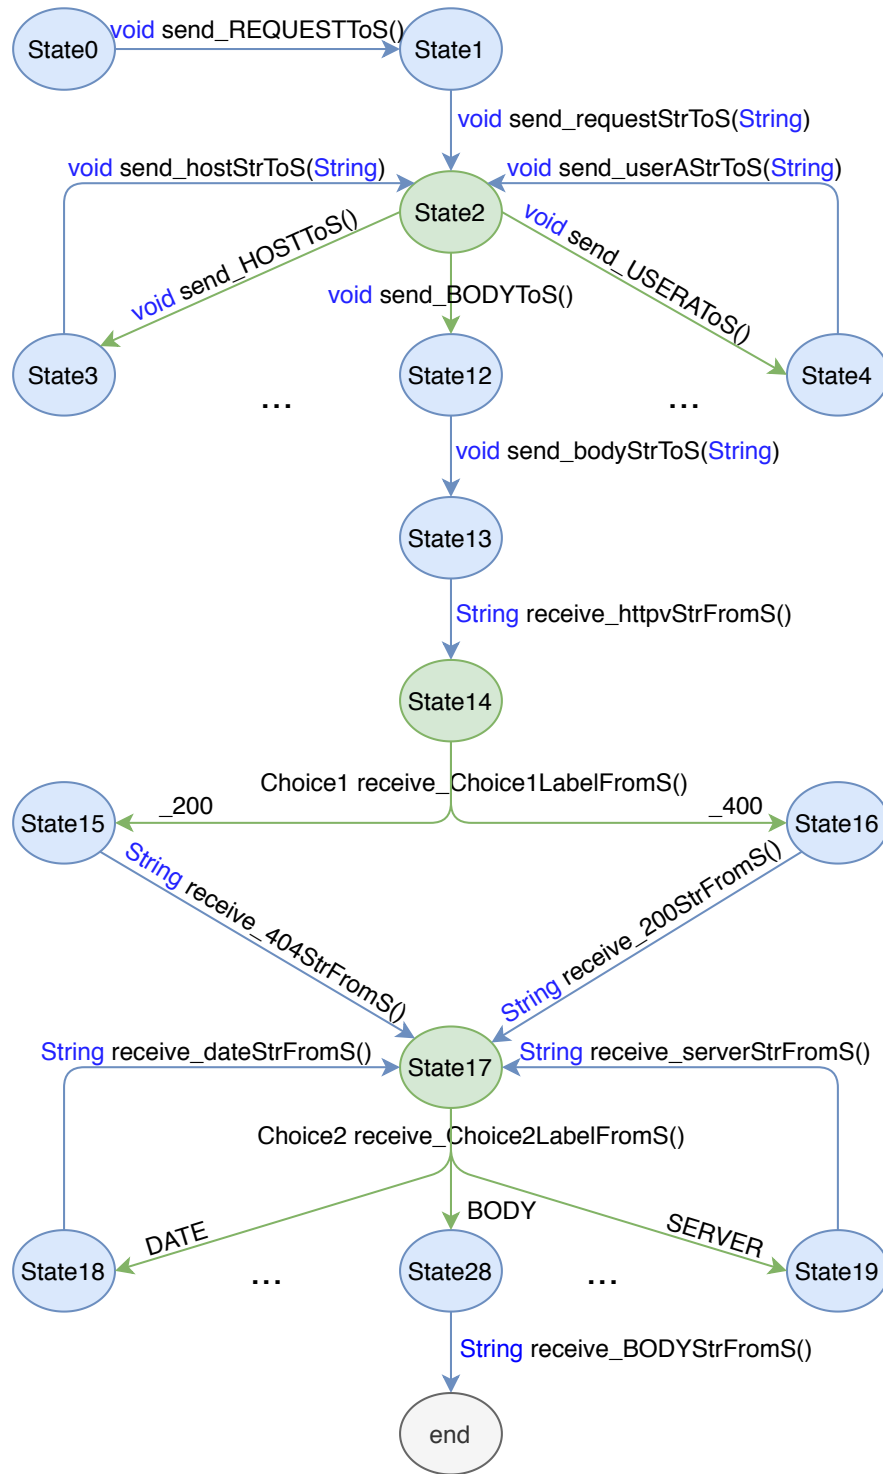 State0
void send_REQUESTToS()
State1
void send_requestStrToS(String)
void send_hostStrToS(String)
void send_userAStrToS(String)
State2
void send_HOSTToS()
void send_BODYToS()
void send_USERAToS()
State3
...
State12
...
State4
void send_bodyStrToS(String)
State13
String receive_httpvStrFromS()
State14
Choice1 receive_Choice1LabelFromS()
_200
_400
State15
State16
String receive_404StrFromS()
String receive_200StrFromS()
String receive_dateStrFromS()
String receive_serverStrFromS()
State17
Choice2 receive_Choice2LabelFromS()
DATE
BODY
SERVER
State18
...
State28
...
State19
String receive_BODYStrFromS()
end